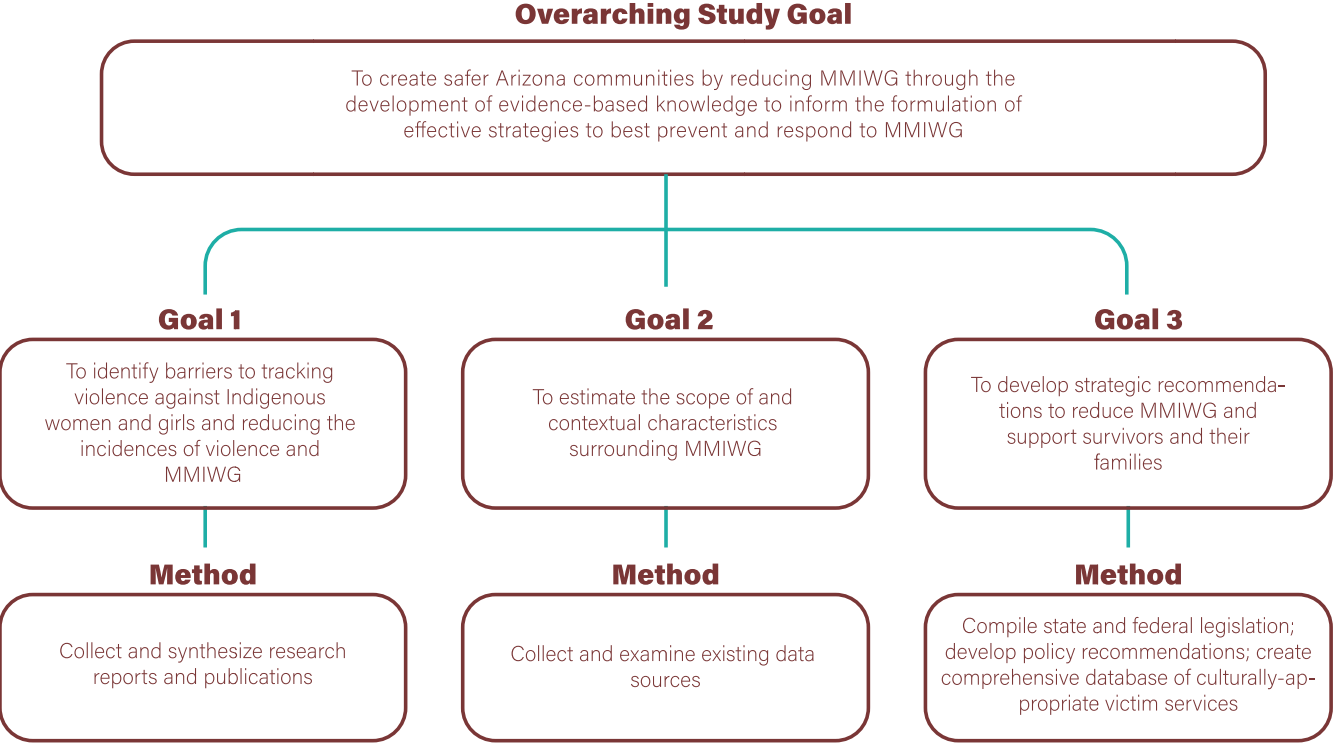 Overarching Study Goal
To create safer Arizona communities by reducing MMIWG through the
development of evidence-based knowledge to inform the formulation of
effective strategies to best prevent and respond to MMIWG
Goal 1
To identify barriers to tracking
violence against Indigenous
women and girls and reducing the
incidences of violence and
MMIWG
Goal 2
To estimate the scope of and
contextual characteristics
surrounding MMIWG
Goal 3
To develop strategic recommenda-
tions to reduce MMIWG and
support survivors and their
families
Method
Collect and synthesize research
reports and publications
Method
Collect and examine existing data
sources
Method
Compile state and federal legislation;
develop policy recommendations; create
comprehensive database of culturally-ap-
propriate victim services